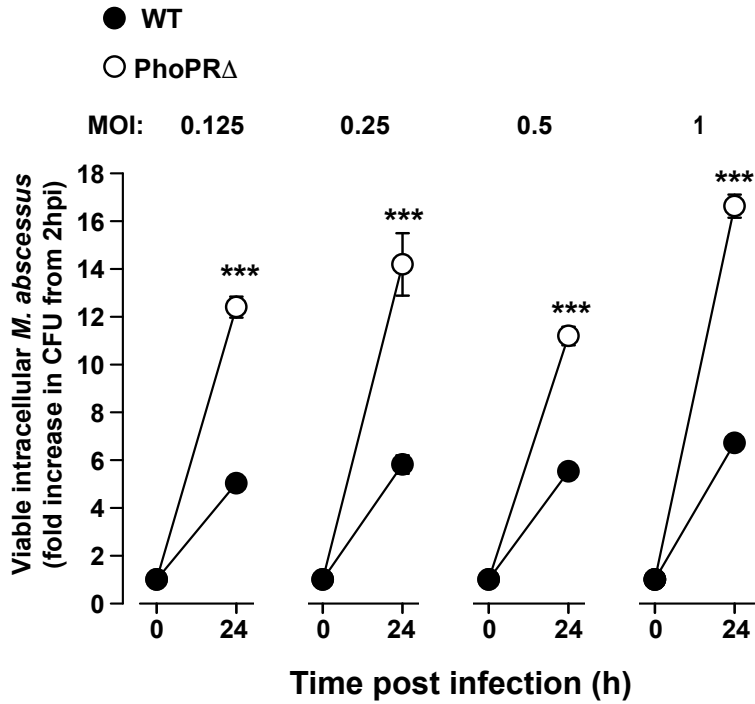 WT
PhoPRΔ
MOI: 0.125 0.25 0.5 1
Viable intracellular M. abscessus
(fold increase in CFU from 2hpi)
18
16
14
12
10
8
6
4
2
0
***
***
***
***
0 24 0 24 0 24 0 24
Time post infection (h)